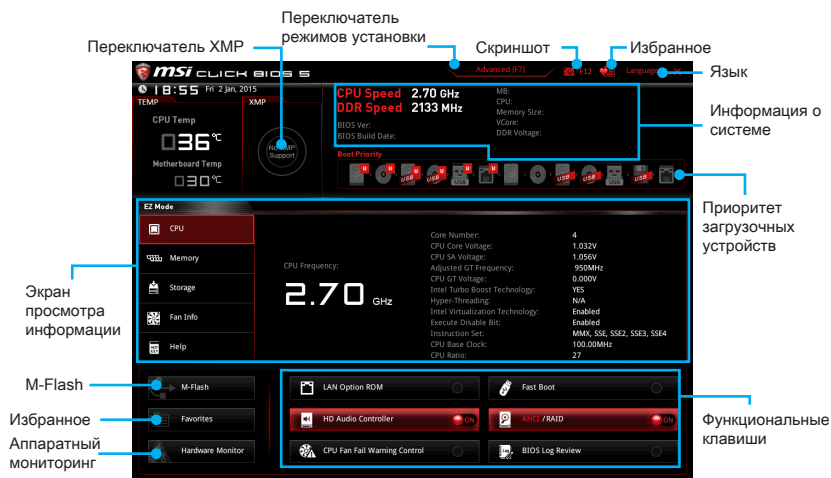 Переключатель
режимов установки
Переключатель XMP
Скриншот
Избранное
Язык
msi CLICK BIOS 5
Advanced (F7)
F12
Language
X
18:55 Fri 2 Jan, 2015
TEMP
XMP
CPU Temp
36°C
Motherboard Temp
30°C
No XMP
Support
CPU Speed 2.70 GHz
DDR Speed 2133 MHz
BIOS Ver:
BIOS Build Date:
MB:
CPU:
Memory Size:
VCore:
DDR Voltage:
Информация о
системе
Boot Priority
U U U U U U
USB USB USB USB USB USB USB
Приоритет
загрузочных
устройств
EZ Mode
CPU
Memory
Storage
Fan Info
Help
CPU Frequency:
2.70 GHz
Core Number: 4
CPU Core Voltage: 1.032V
CPU SA Voltage: 1.056V
Adjusted GT Frequency: 950MHz
CPU GT Voltage: 0.000V
Intel Turbo Boost Technology: YES
Hyper-Threading: N/A
Intel Virtualization Technology: Enabled
Execute Disable Bit: Enabled
Instruction Set: MMX, SSE, SSE2, SSE3, SSE4
CPU Base Clock: 100.00MHz
CPU Ratio: 27
Экран
просмотра
информации
M-Flash
Избранное
Аппаратный
мониторинг
M-Flash
Favorites
Hardware Monitor
LAN Option ROM
Fast Boot
HD Audio Controller ON
AHCI /RAID ON
CPU Fan Fail Warning Control
BIOS Log Review
Функциональные
клавиши